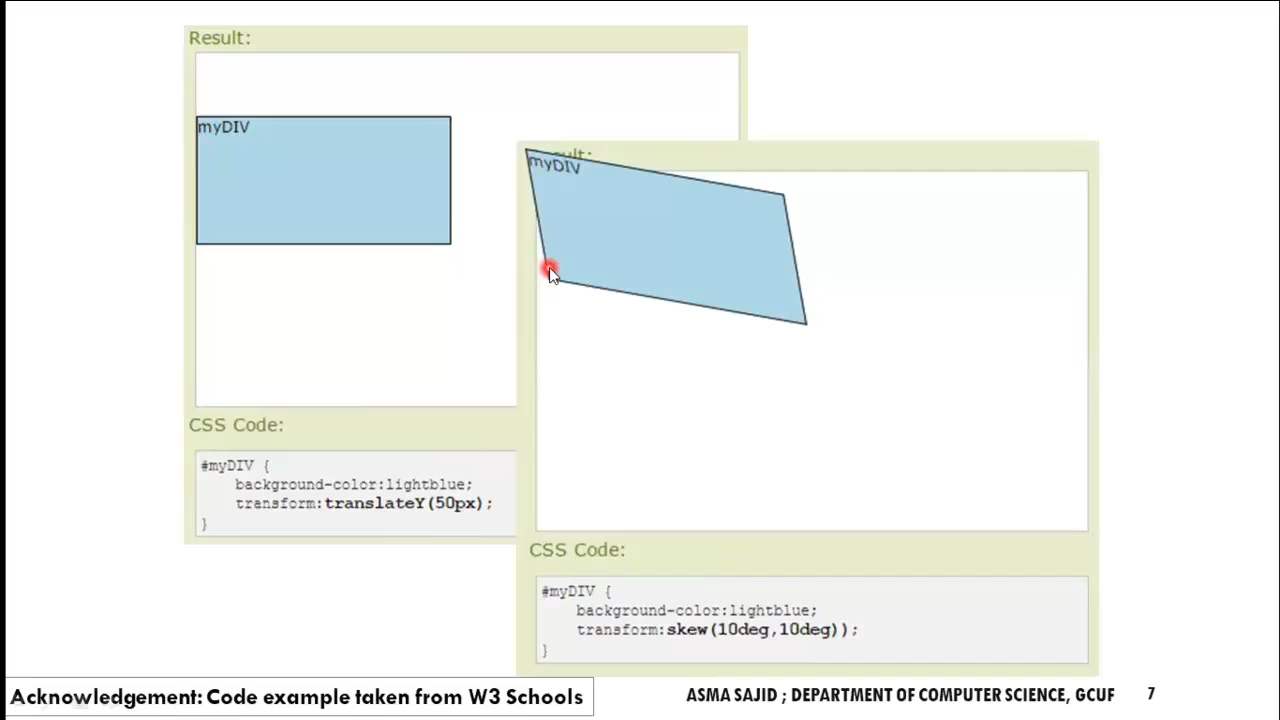 Result:
myDIV
CSS Code:
#myDIV {
background-color:lightblue;
transform:translateY(50px);
}
myDIV
CSS Code:
#myDIV {
background-color:lightblue;
transform:skew(10deg,10deg));
}
Acknowledgement: Code example taken from W3 Schools
ASMA SAJID ; DEPARTMENT OF COMPUTER SCIENCE, GCUF
7